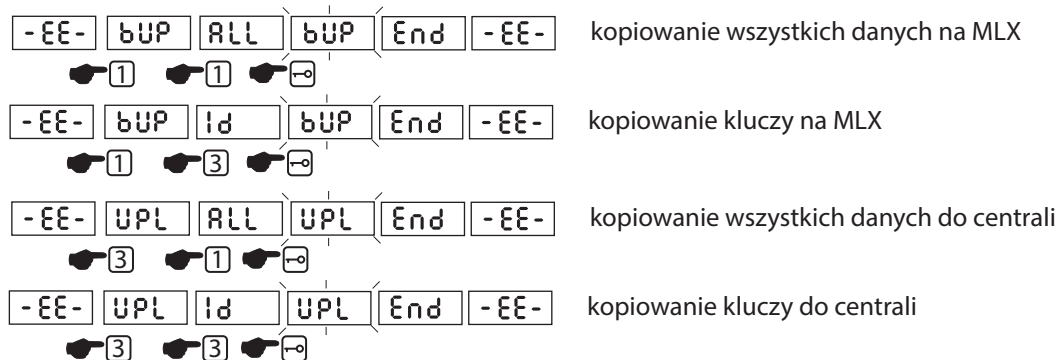 -EE- bUP ALL bUP End -EE- kopiowanie wszystkich danych na MLX
1 1
-EE- bUP Id bUP End -EE- kopiowanie kluczy na MLX
1 3
-EE- UPL ALL UPL End -EE- kopiowanie wszystkich danych do centrali
3 1
-EE- UPL Id UPL End -EE- kopiowanie kluczy do centrali
3 3